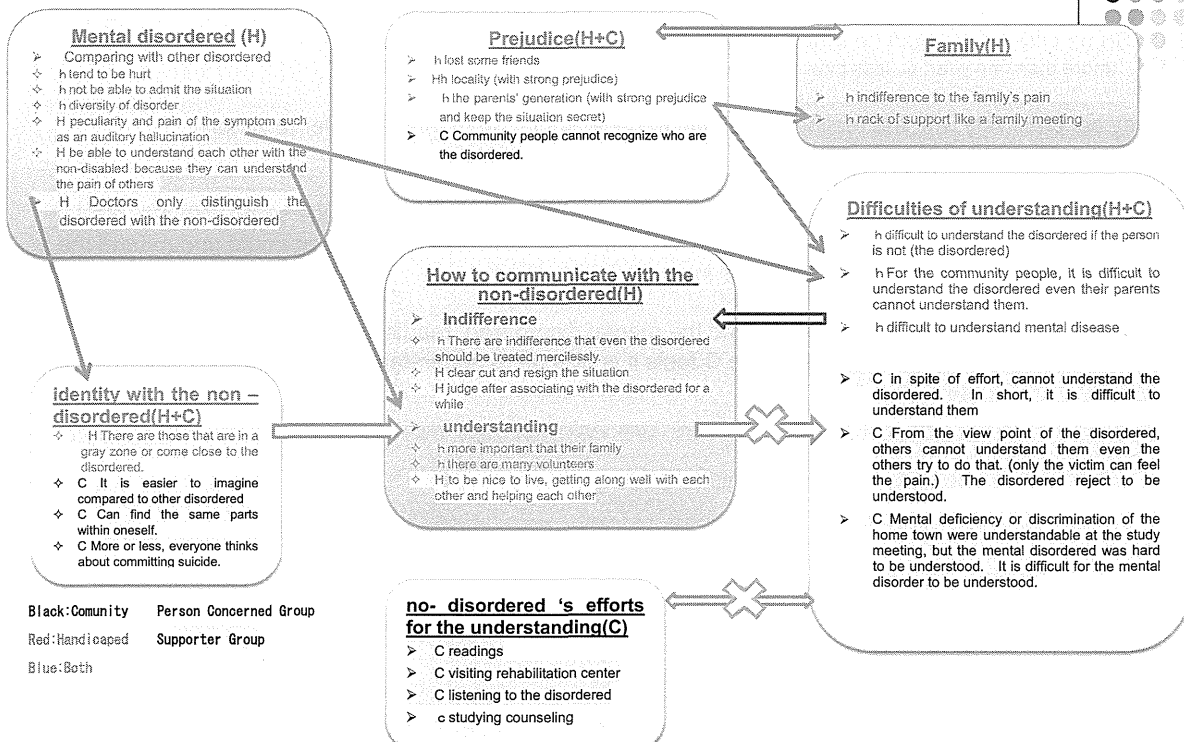 Mental disordered (H)
➢ Comparing with other disordered
✧ h tend to be hurt
✧ h not be able to admit the situation
✧ h diversity of disorder
✧ H peculiarity and pain of the symptom such
as an auditory hallucination
✧ H be able to understand each other with the
non-disabled because they can understand
the pain of others
➢ H Doctors only distinguish the
disordered with the non-disordered
Prejudice(H+C)
➢ h lost some friends
➢ Hh locality (with strong prejudice)
➢ h the parents' generation (with strong prejudice
and keep the situation secret)
➢ C Community people cannot recognize who are
the disordered.
Family(H)
➢ h indifference to the family's pain
➢ h rack of support like a family meeting
Difficulties of understanding(H+C)
➢ h difficult to understand the disordered if the person
is not (the disordered)
➢ h For the community people, it is difficult to
understand the disordered even their parents
cannot understand them.
➢ h difficult to understand mental disease
➢ C in spite of effort, cannot understand the
disordered. In short, it is difficult to
understand them
➢ C From the view point of the disordered,
others cannot understand them even the
others try to do that. (only the victim can feel
the pain.) The disordered reject to be
understood.
➢ C Mental deficiency or discrimination of the
home town were understandable at the study
meeting, but the mental disordered was hard
to be understood. It is difficult for the mental
disorder to be understood.
How to communicate with the
non-disordered(H)
➢ Indifference
✧ h There are indifference that even the disordered
should be treated mercilessly.
✧ H clear cut and resign the situation
✧ H judge after associating with the disordered for a
while
➢ understanding
✧ h more important that their family
✧ h there are many volunteers
✧ H to be nice to live, getting along well with each
other and helping each other
identity with the non –
disordered(H+C)
✧ H There are those that are in a
gray zone or come close to the
disordered.
✧ C It is easier to imagine
compared to other disordered
✧ C Can find the same parts
within oneself.
✧ C More or less, everyone thinks
about committing suicide.
no- disordered 's efforts
for the understanding(C)
➢ C readings
➢ C visiting rehabilitation center
➢ C listening to the disordered
➢ c studying counseling
Black:Comunity Person Concerned Group
Red:Handicaped Supporter Group
Blue:Both